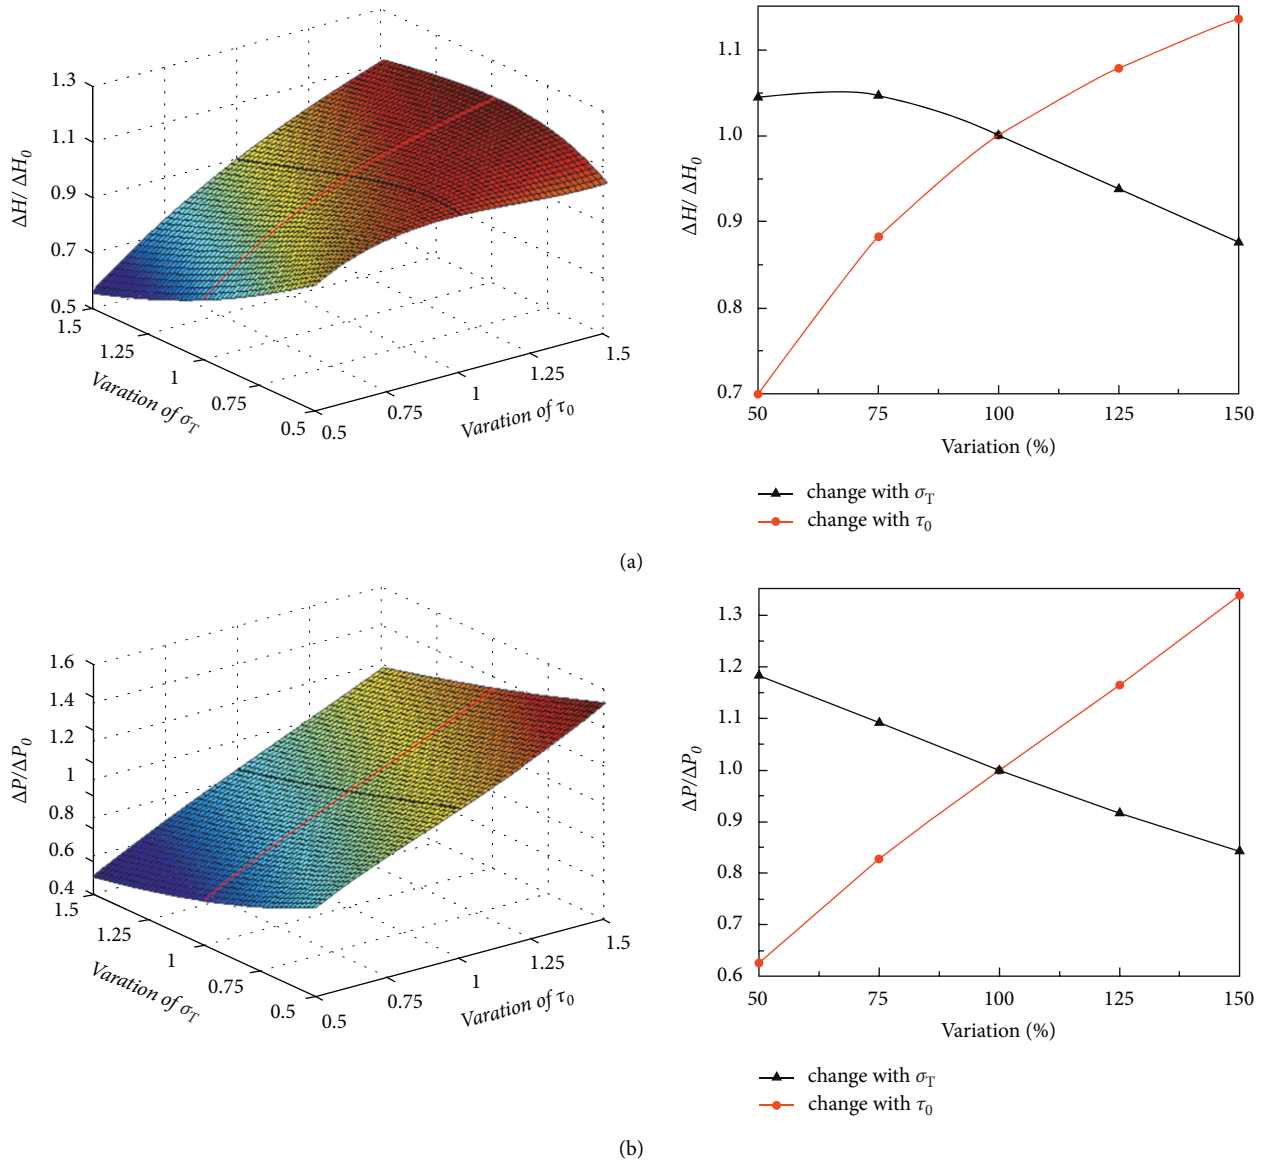 1.3
1.1
0.9
0.7
0.5
ΔH/ ΔH0
1.5
1.25
1
0.75
0.5
Varation of σT
0.5
0.75
1
1.25
1.5
Varation of τ0
1.1
1.0
0.9
0.8
0.7
ΔH/ ΔH0
50 75 100 125 150
Variation (%)
change with σT
change with τ0
(a)
1.6
1.4
1.2
1
0.8
0.6
0.4
ΔP/ΔP0
1.5
1.25
1
0.75
0.5
Varation of σT
0.5
0.75
1
1.25
1.5
Varation of τ0
1.3
1.2
1.1
1.0
0.9
0.8
0.7
0.6
ΔP/ΔP0
50 75 100 125 150
Variation (%)
change with σT
change with τ0
(b)